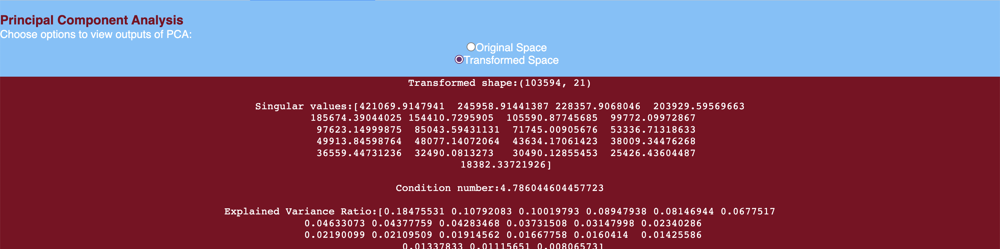 Principal Component Analysis
Choose options to view outputs of PCA:
Original Space
Transformed Space
Transformed shape:(103594, 21)
Singular values:[421069.9147941  245958.91441387 228357.9068046  203929.59569663
185674.39044025 154410.7295905  105590.87745685  99772.09972867
97623.14999875  85043.59431131  71745.00905676  53336.71318633
49913.84598764  48077.14072064  43634.17061423  38009.34476268
36559.44731236  32490.0813273   30490.12855453  25426.43604487
18382.33721926]
Condition number:4.786044604457723
Explained Variance Ratio:[0.18475531 0.10792083 0.10019793 0.08947938 0.08146944 0.0677517
0.04633073 0.04377759 0.04283468 0.03731508 0.03147998 0.02340286
0.02190099 0.02109509 0.01914562 0.01667758 0.0160414  0.01425586
0.01337833 0.01115651 0.00806573]